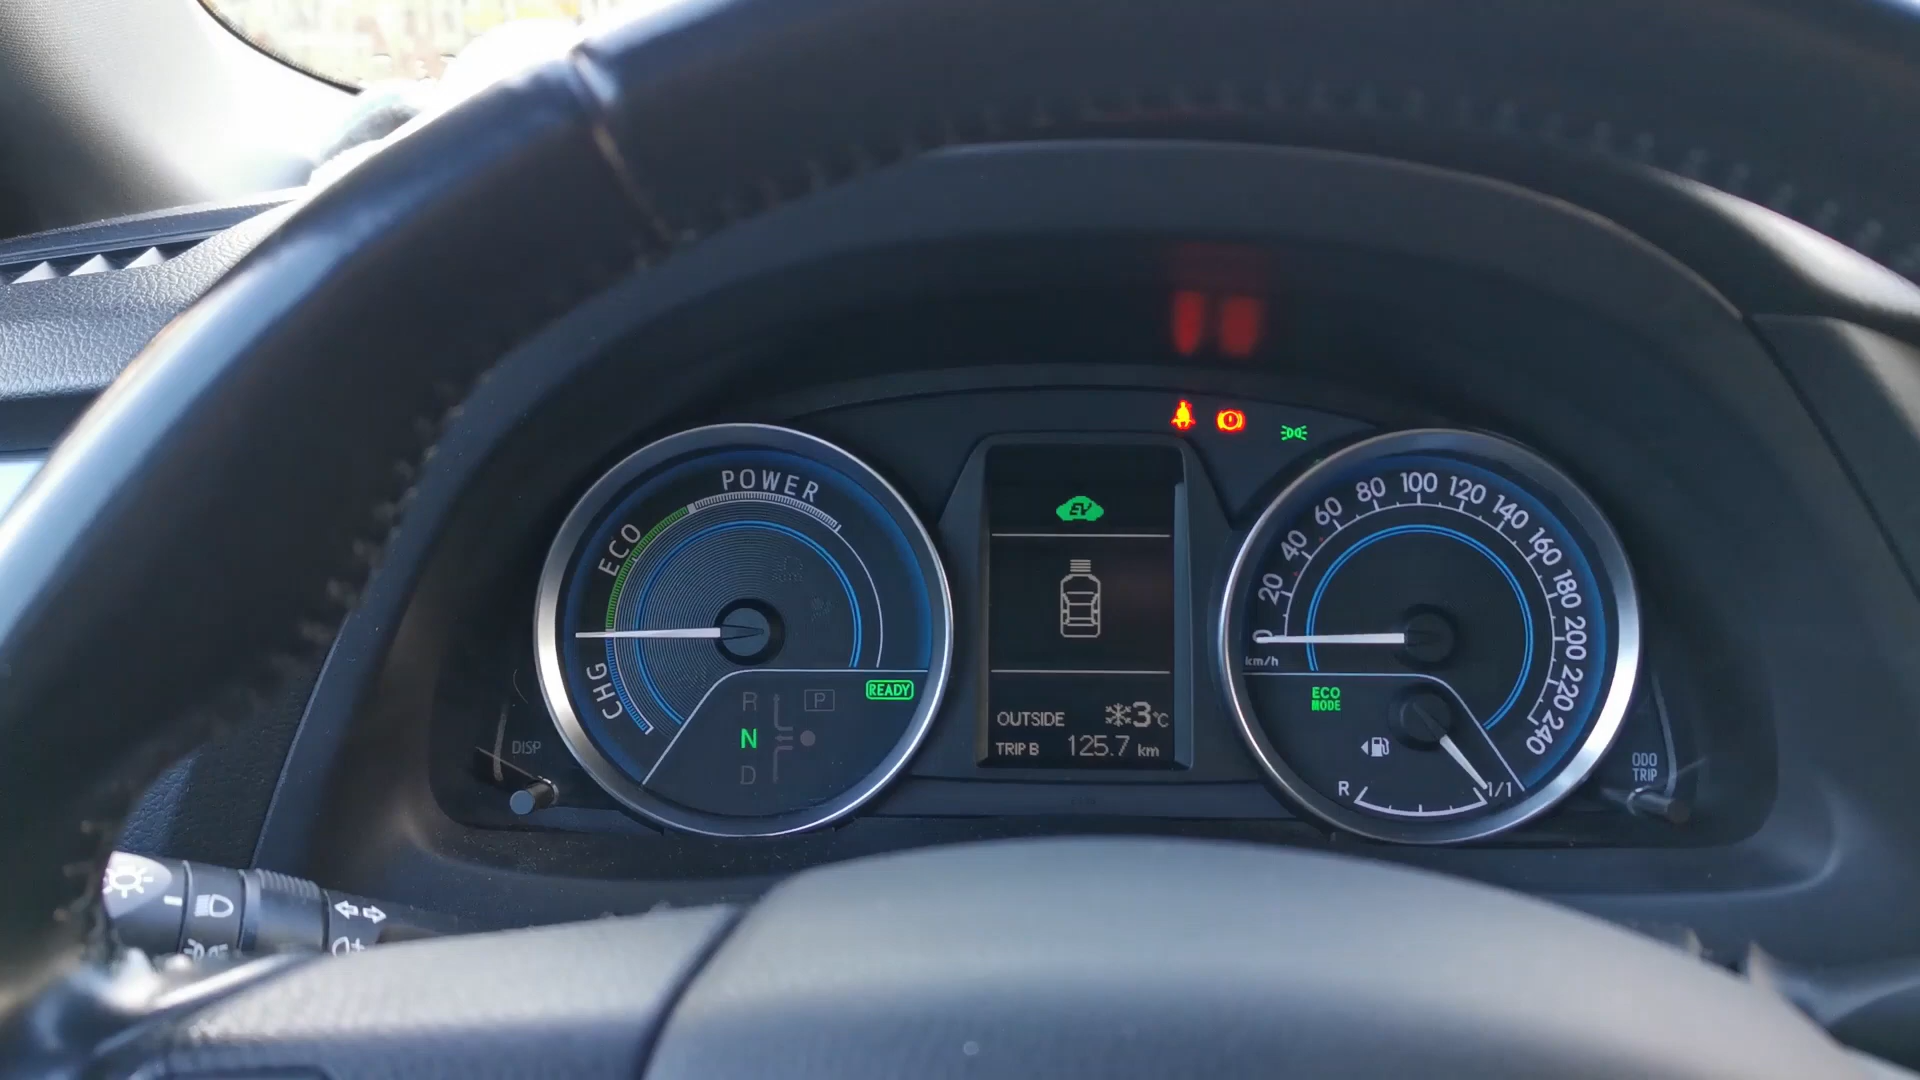 POWER
ECO
CHG
READY
R
P
N
D
DISP
EV
OUTSIDE 3°C
TRIP B 125.7 km
0 20 40 60 80 100 120 140 160 180 200 220 240
km/h
ECO
MODE
R 1/1
ODO
TRIP